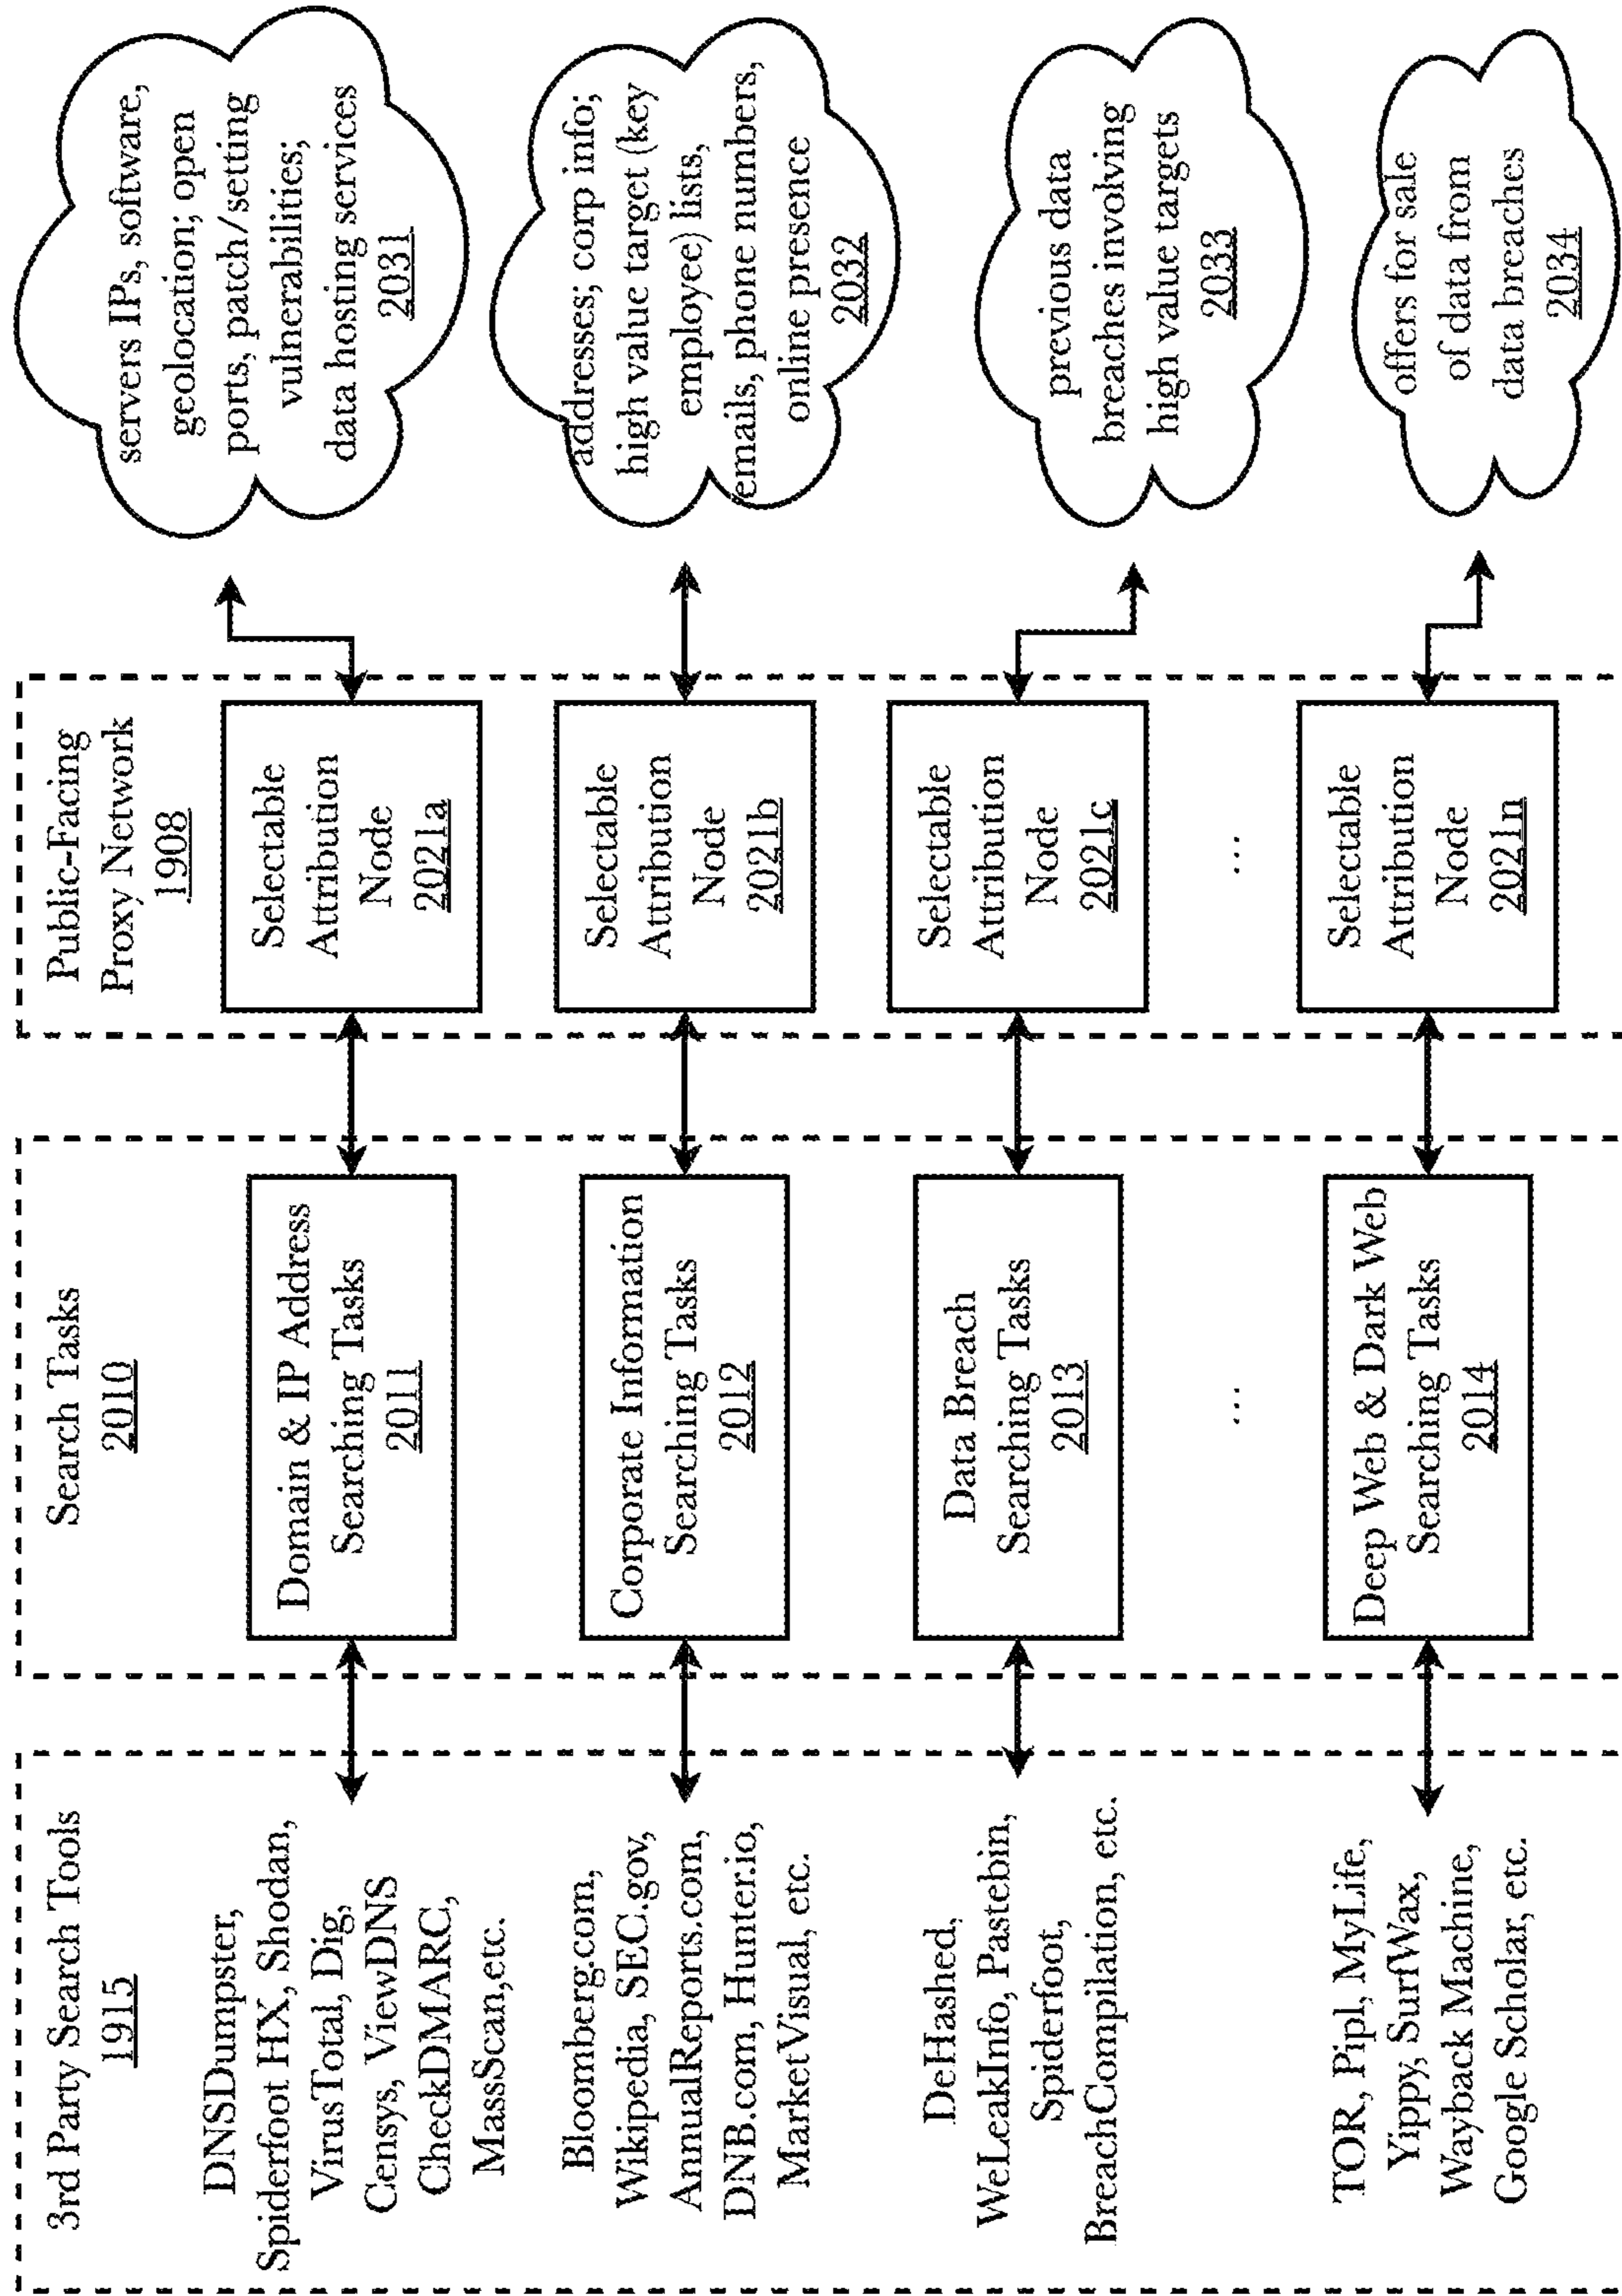 3rd Party Search Tools
1915
DNSDumpster,
Spiderfoot HX, Shodan,
VirusTotal, Dig,
Censys, ViewDNS
CheckDMARC,
MassScan,etc.
Bloomberg.com,
Wikipedia, SEC.gov,
AnnualReports.com,
DNB.com, Hunter.io,
MarketVisual, etc.
DeHashed,
WeLeakInfo, Pastebin,
Spiderfoot,
BreachCompilation, etc.
TOR, Pipl, MyLife,
Yippy, SurfWax,
Wayback Machine,
Google Scholar, etc.
Search Tasks
2010
Domain & IP Address
Searching Tasks
2011
Corporate Information
Searching Tasks
2012
Data Breach
Searching Tasks
2013
...
Deep Web & Dark Web
Searching Tasks
2014
Public-Facing
Proxy Network
1908
Selectable
Attribution
Node
2021a
Selectable
Attribution
Node
2021b
Selectable
Attribution
Node
2021c
...
Selectable
Attribution
Node
2021n
servers IPs, software,
geolocation; open
ports, patch/setting
vulnerabilities;
data hosting services
2031
addresses; corp info;
high value target (key
employee) lists,
emails, phone numbers,
online presence
2032
previous data
breaches involving
high value targets
2033
offers for sale
of data from
data breaches
2034